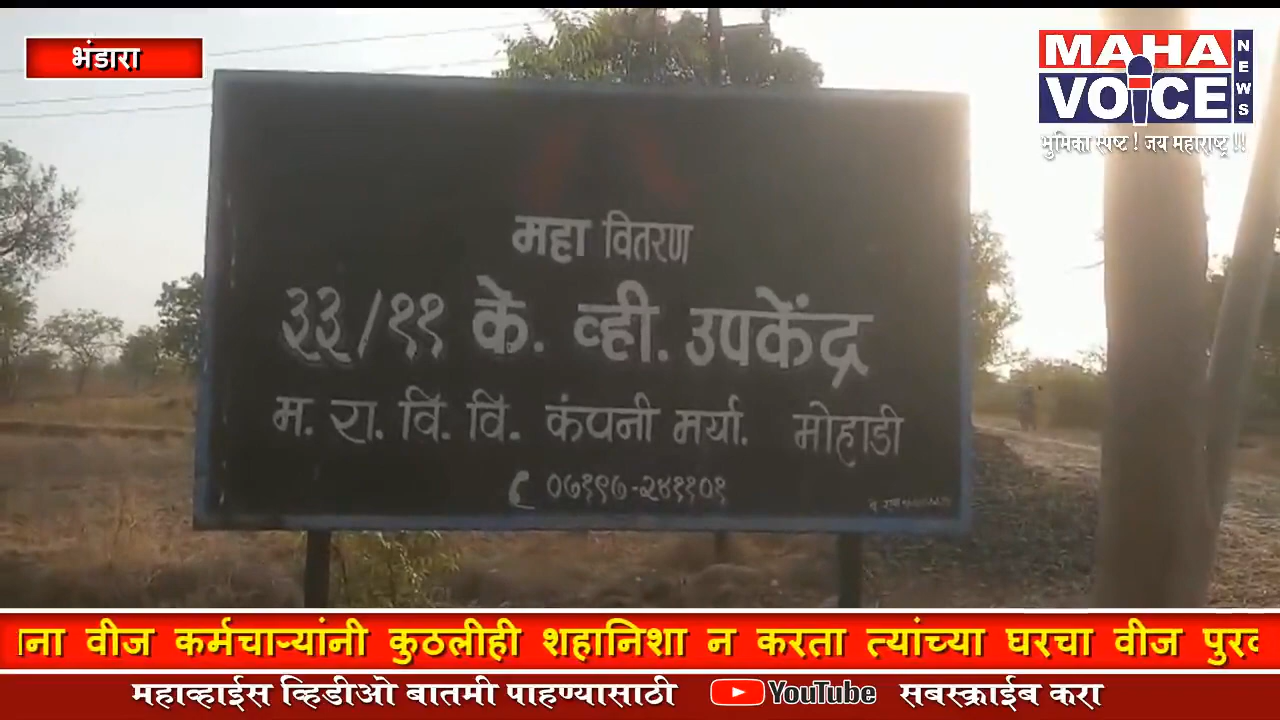 भंडारा
MAHA
VOICE
NEWS
भुमिका स्पष्ट ! जय महाराष्ट्र !!
महा वितरण
३३/११ के. व्ही. उपकेंद्र
म. रा. वि. वि. कंपनी मर्या. मोहाडी
०७१९७-२४११०१
वीज कर्मचाऱ्यांनी कुठलीही शहानिशा न करता त्यांच्या घरचा वीज
महाव्हाईस व्हिडीओ बातमी पाहण्यासाठी YouTube सबस्क्राईब करा